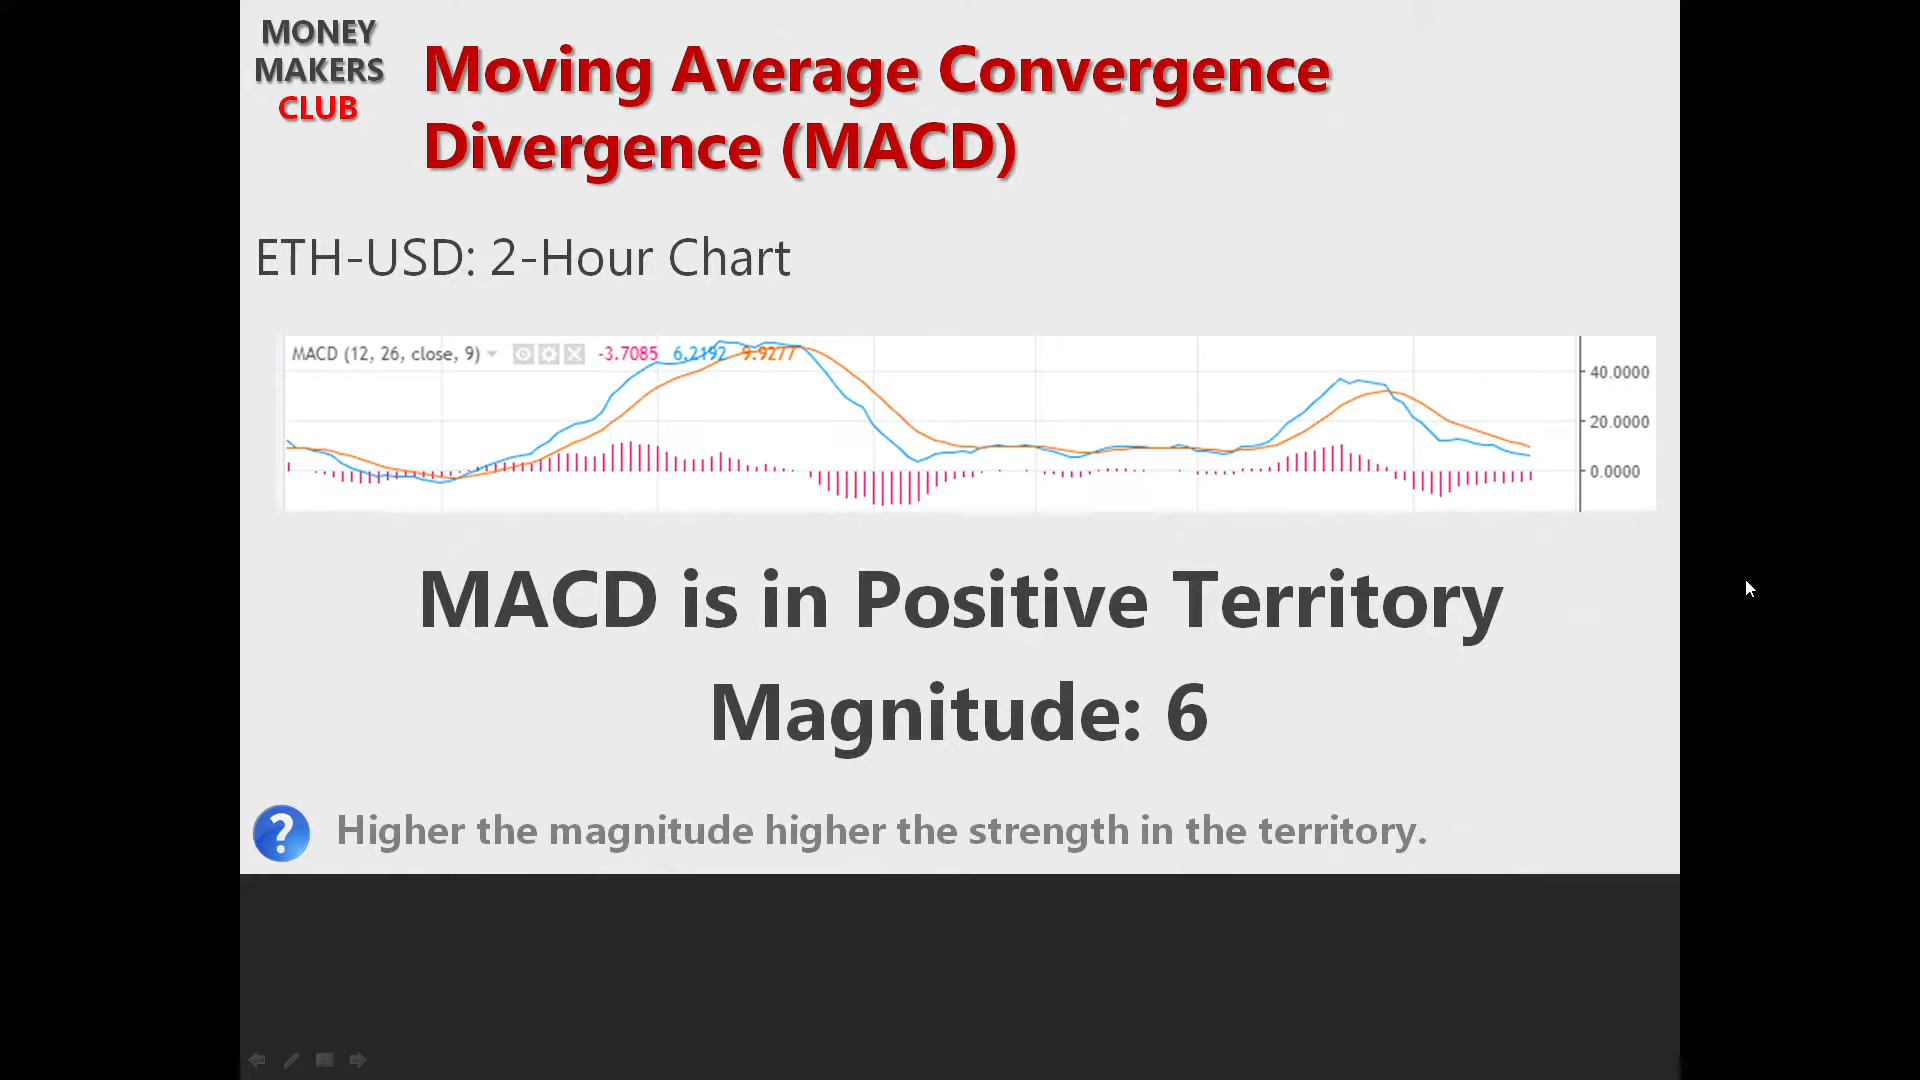 MONEY
MAKERS
CLUB
Moving Average Convergence
Divergence (MACD)
ETH-USD: 2-Hour Chart
MACD (12, 26, close, 9) -3.7085 6.2192 9.9277
40.0000
20.0000
0.0000
MACD is in Positive Territory
Magnitude: 6
? Higher the magnitude higher the strength in the territory.